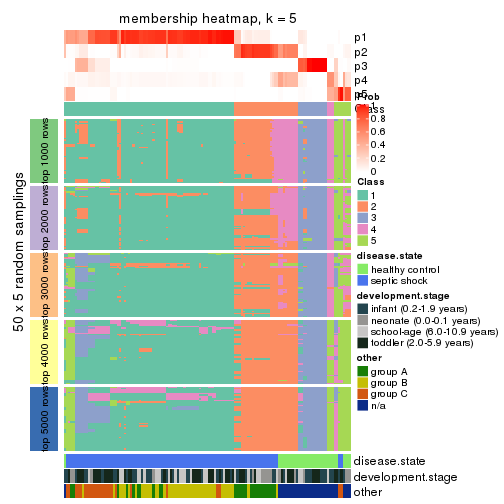 membership heatmap, k = 5
p1
p2
p3
p4
p5
Prob
1
0.8
0.6
0.4
0.2
0
Class
Class
1
2
3
4
5
disease.state
healthy control
septic shock
development.stage
infant (0.2-1.9 years)
neonate (0.0-0.1 years)
school-age (6.0-10.9 years)
toddler (2.0-5.9 years)
other
group A
group B
group C
n/a
50 x 5 random samplings
top 1000 rows
top 2000 rows
top 3000 rows
top 4000 rows
top 5000 rows
disease.state
development.stage
other